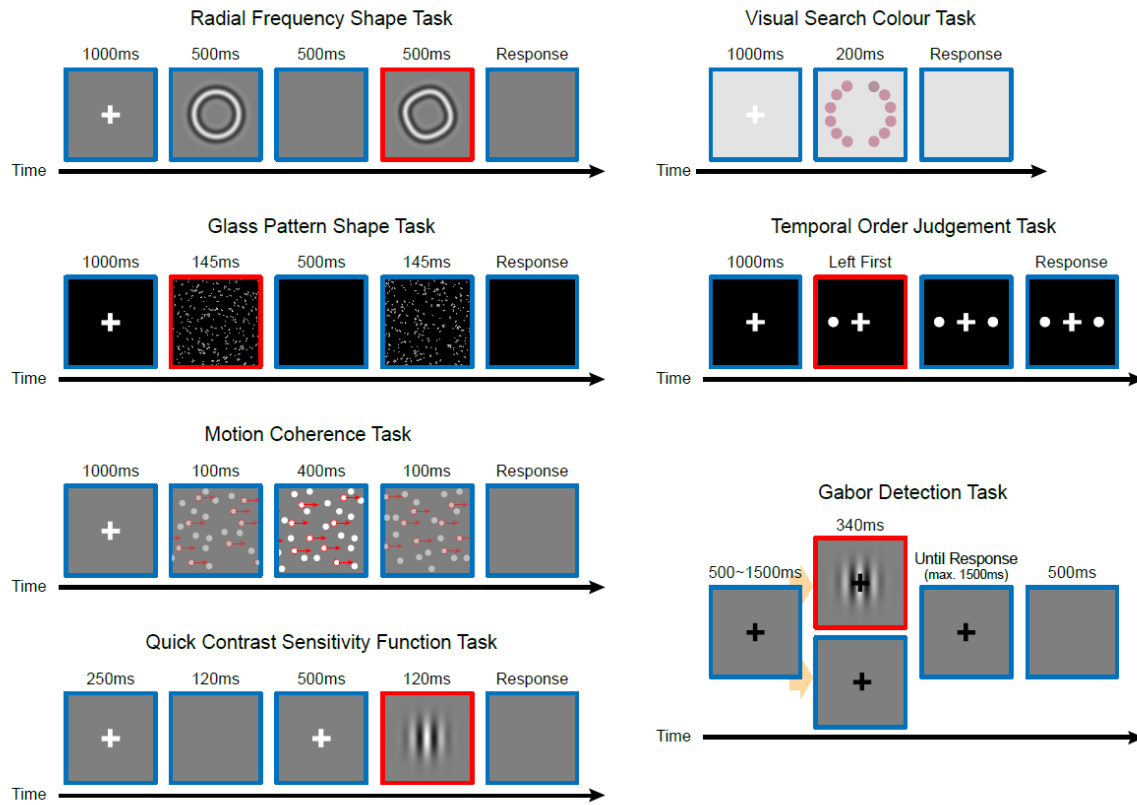 Radial Frequency Shape Task
1000ms 500ms 500ms 500ms Response
Time
Glass Pattern Shape Task
1000ms 145ms 500ms 145ms Response
Time
Motion Coherence Task
1000ms 100ms 400ms 100ms Response
Time
Quick Contrast Sensitivity Function Task
250ms 120ms 500ms 120ms Response
Time
Visual Search Colour Task
1000ms 200ms Response
Time
Temporal Order Judgement Task
1000ms Left First Response
Time
Gabor Detection Task
340ms
500~1500ms
Until Response
(max. 1500ms)
500ms
Time